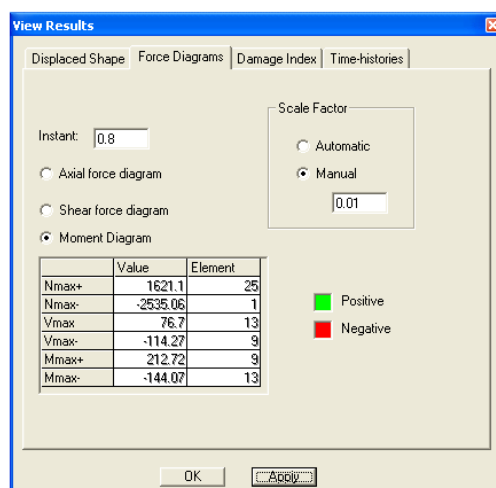 View Results
Displaced Shape Force Diagrams Damage Index Time-histories
Scale Factor
Instant: 0.8
Automatic
Axial force diagram
Manual
0.01
Shear force diagram
Moment Diagram
Value Element
Nmax+ 1621.1 25
Nmax- -2535.06 1
Vmax 76.7 13
Vmax- -114.27 9
Mmax+ 212.72 9
Mmax- -144.07 13
Positive
Negative
OK Apply